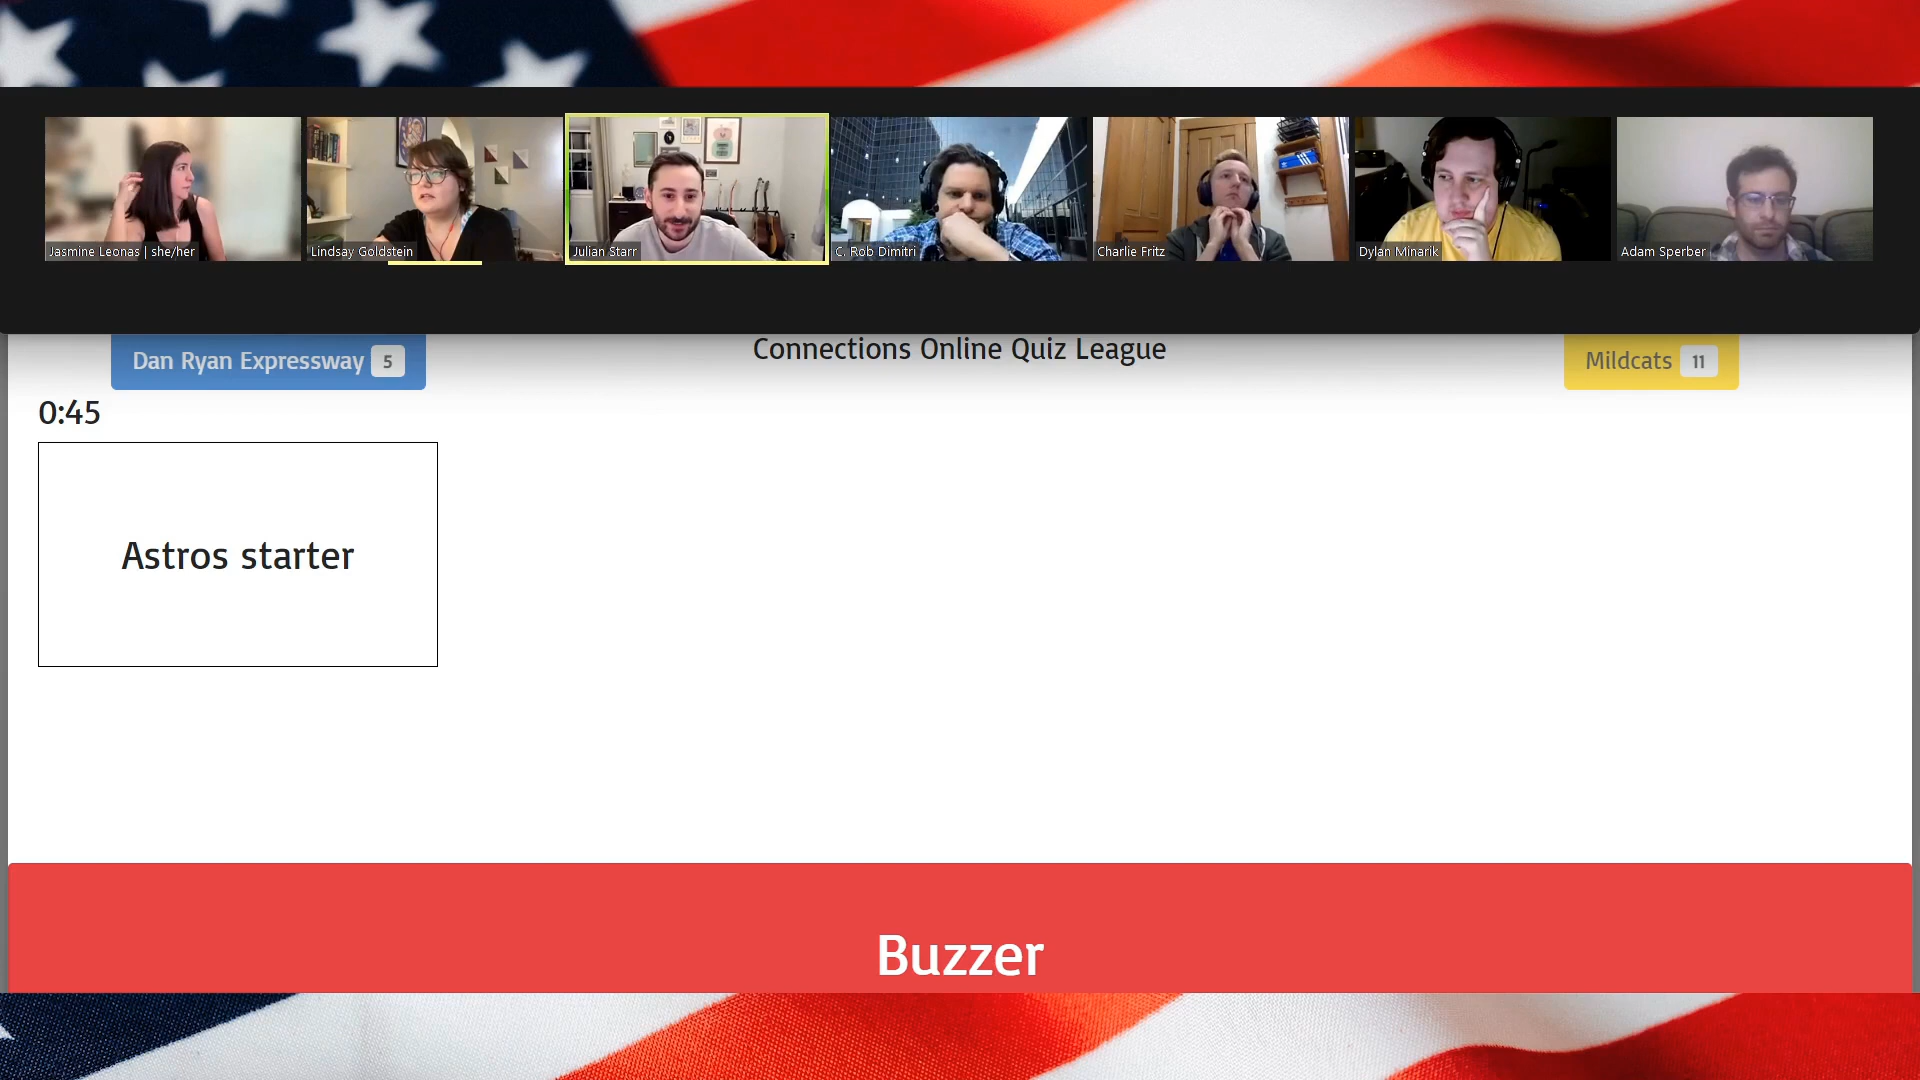 Jasmine Leonas | she/her
Lindsay Goldstein
Julian Starr
C. Rob Dimitri
Charlie Fritz
Dylan Minarik
Adam Sperber
Dan Ryan Expressway 5
Connections Online Quiz League
Mildcats 11
0:45
Astros starter
Buzzer